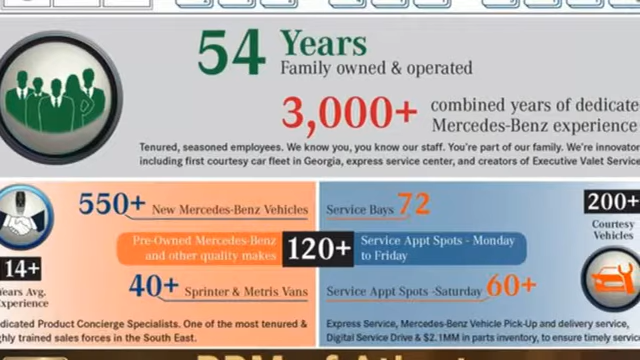 54 Years
Family owned & operated
3,000+ combined years of dedicate
Mercedes-Benz experience
Tenured, seasoned employees. We know you, you know our staff. You're part of our family. We're innovator
including first courtesy car fleet in Georgia, express service center, and creators of Executive Valet Service
550+ New Mercedes-Benz Vehicles
Pre-Owned Mercedes-Benz
and other quality makes
120+
40+ Sprinter & Metris Vans
14+
Years Avg.
Experience
dicated Product Concierge Specialists. One of the most tenured &
ghly trained sales forces in the South East.
Service Bays 72
Service Appt Spots - Monday
to Friday
Service Appt Spots -Saturday 60+
200+
Courtesy
Vehicles
Express Service, Mercedes-Benz Vehicle Pick-Up and delivery service,
Digital Service Drive & $2.1MM in parts inventory, to ensure timely service